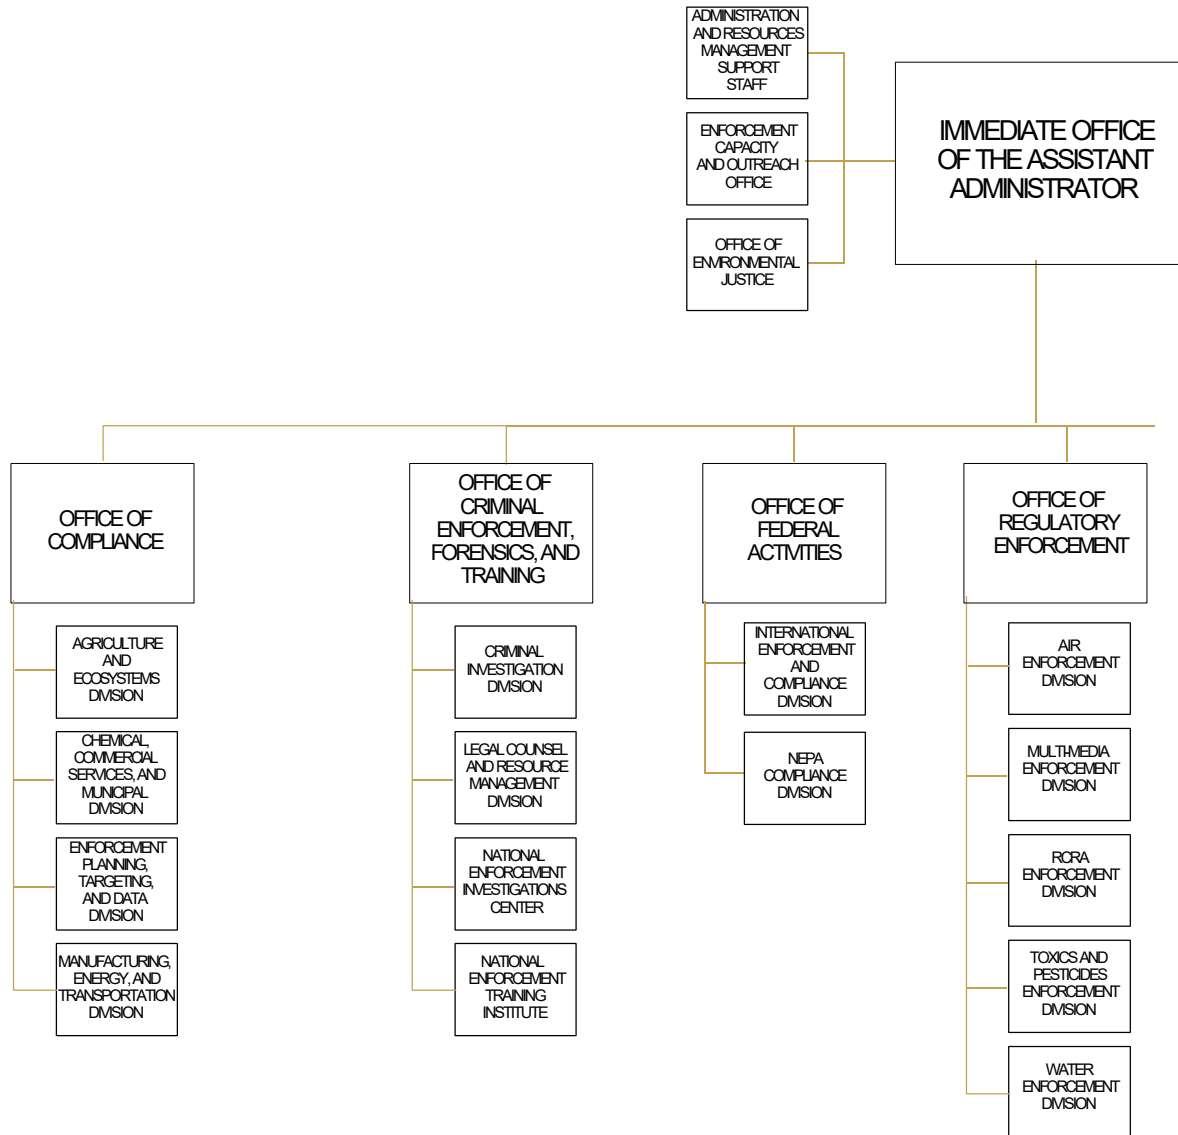 ADMINISTRATION
AND RESOURCES
MANAGEMENT
SUPPORT
STAFF
ENFORCEMENT
CAPACITY
AND OUTREACH
OFFICE
OFFICE OF
ENVIRONMENTAL
JUSTICE
IMMEDIATE OFFICE
OF THE ASSISTANT
ADMINISTRATOR
OFFICE OF
COMPLIANCE
AGRICULTURE
AND
ECOSYSTEMS
DIVISION
CHEMICAL,
COMMERCIAL
SERVICES, AND
MUNICIPAL
DIVISION
ENFORCEMENT
PLANNING,
TARGETING,
AND DATA
DIVISION
MANUFACTURING,
ENERGY, AND
TRANSPORTATION
DIVISION
OFFICE OF
CRIMINAL
ENFORCEMENT,
FORENSICS, AND
TRAINING
CRIMINAL
INVESTIGATION
DIVISION
LEGAL COUNSEL
AND RESOURCE
MANAGEMENT
DIVISION
NATIONAL
ENFORCEMENT
INVESTIGATIONS
CENTER
NATIONAL
ENFORCEMENT
TRAINING
INSTITUTE
OFFICE OF
FEDERAL
ACTIVITIES
INTERNATIONAL
ENFORCEMENT
AND
COMPLIANCE
DIVISION
NEPA
COMPLIANCE
DIVISION
OFFICE OF
REGULATORY
ENFORCEMENT
AIR
ENFORCEMENT
DIVISION
MULTI-MEDIA
ENFORCEMENT
DIVISION
RCRA
ENFORCEMENT
DIVISION
TOXICS AND
PESTICIDES
ENFORCEMENT
DIVISION
WATER
ENFORCEMENT
DIVISION